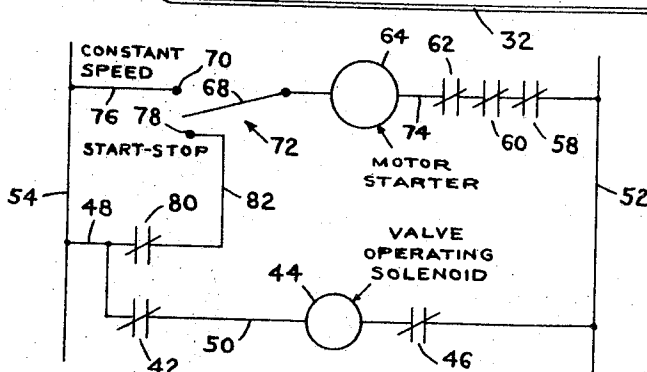 32
CONSTANT
SPEED
70
64
62
68
76
78
72
74
60
58
START-STOP
MOTOR
STARTER
54
80
82
52
48
VALVE
OPERATING
SOLENOID
44
42
50
46